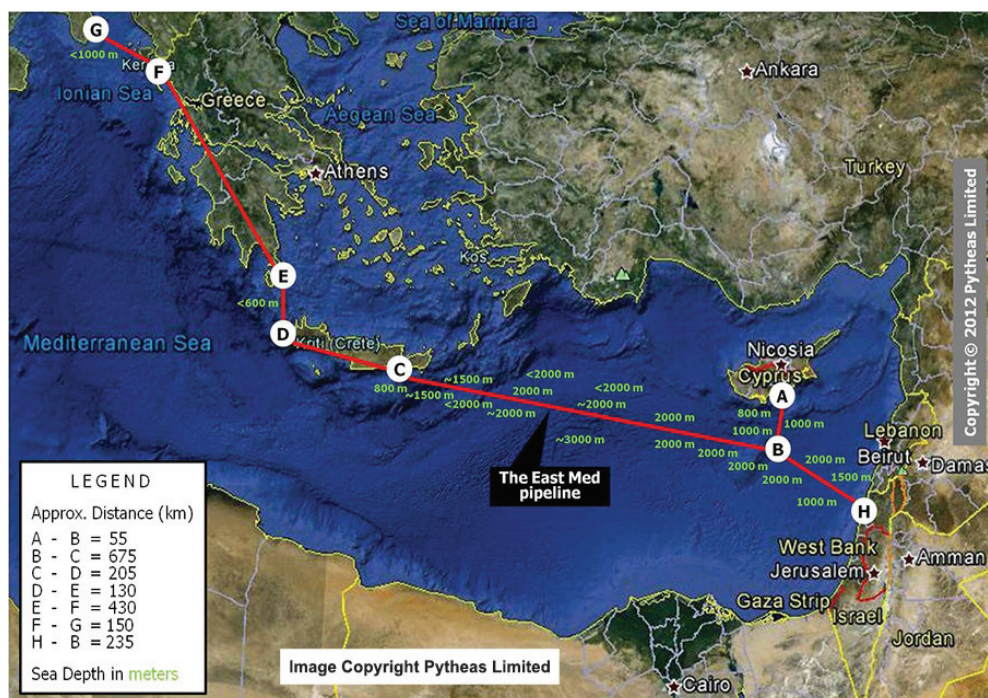 Sea of Marmara
G
<1000 m
F
Ionian Sea
Greece
Aegean Sea
Ankara
Turkey
Athens
Kos
E
<600 m
D
Kriti (Crete)
Mediterranean Sea
C
800 m
~1500 m
~1500 m
<2000 m
<2000 m
2000 m
~2000 m
<2000 m
~2000 m
2000 m
2000 m
~3000 m
The East Med
pipeline
Nicosia
Cyprus
A
800 m
1000 m
1000 m
B
2000 m
2000 m
2000 m
1500 m
1000 m
H
Lebanon
Beirut
Damas
West Bank
Jerusalem
Amman
Gaza Strip
Israel
Jordan
Cairo
LEGEND
Approx. Distance (km)
A - B = 55
B - C = 675
C - D = 205
D - E = 130
E - F = 430
F - G = 150
H - B = 235
Sea Depth in meters
Image Copyright Pytheas Limited
Copyright © 2012 Pytheas Limited